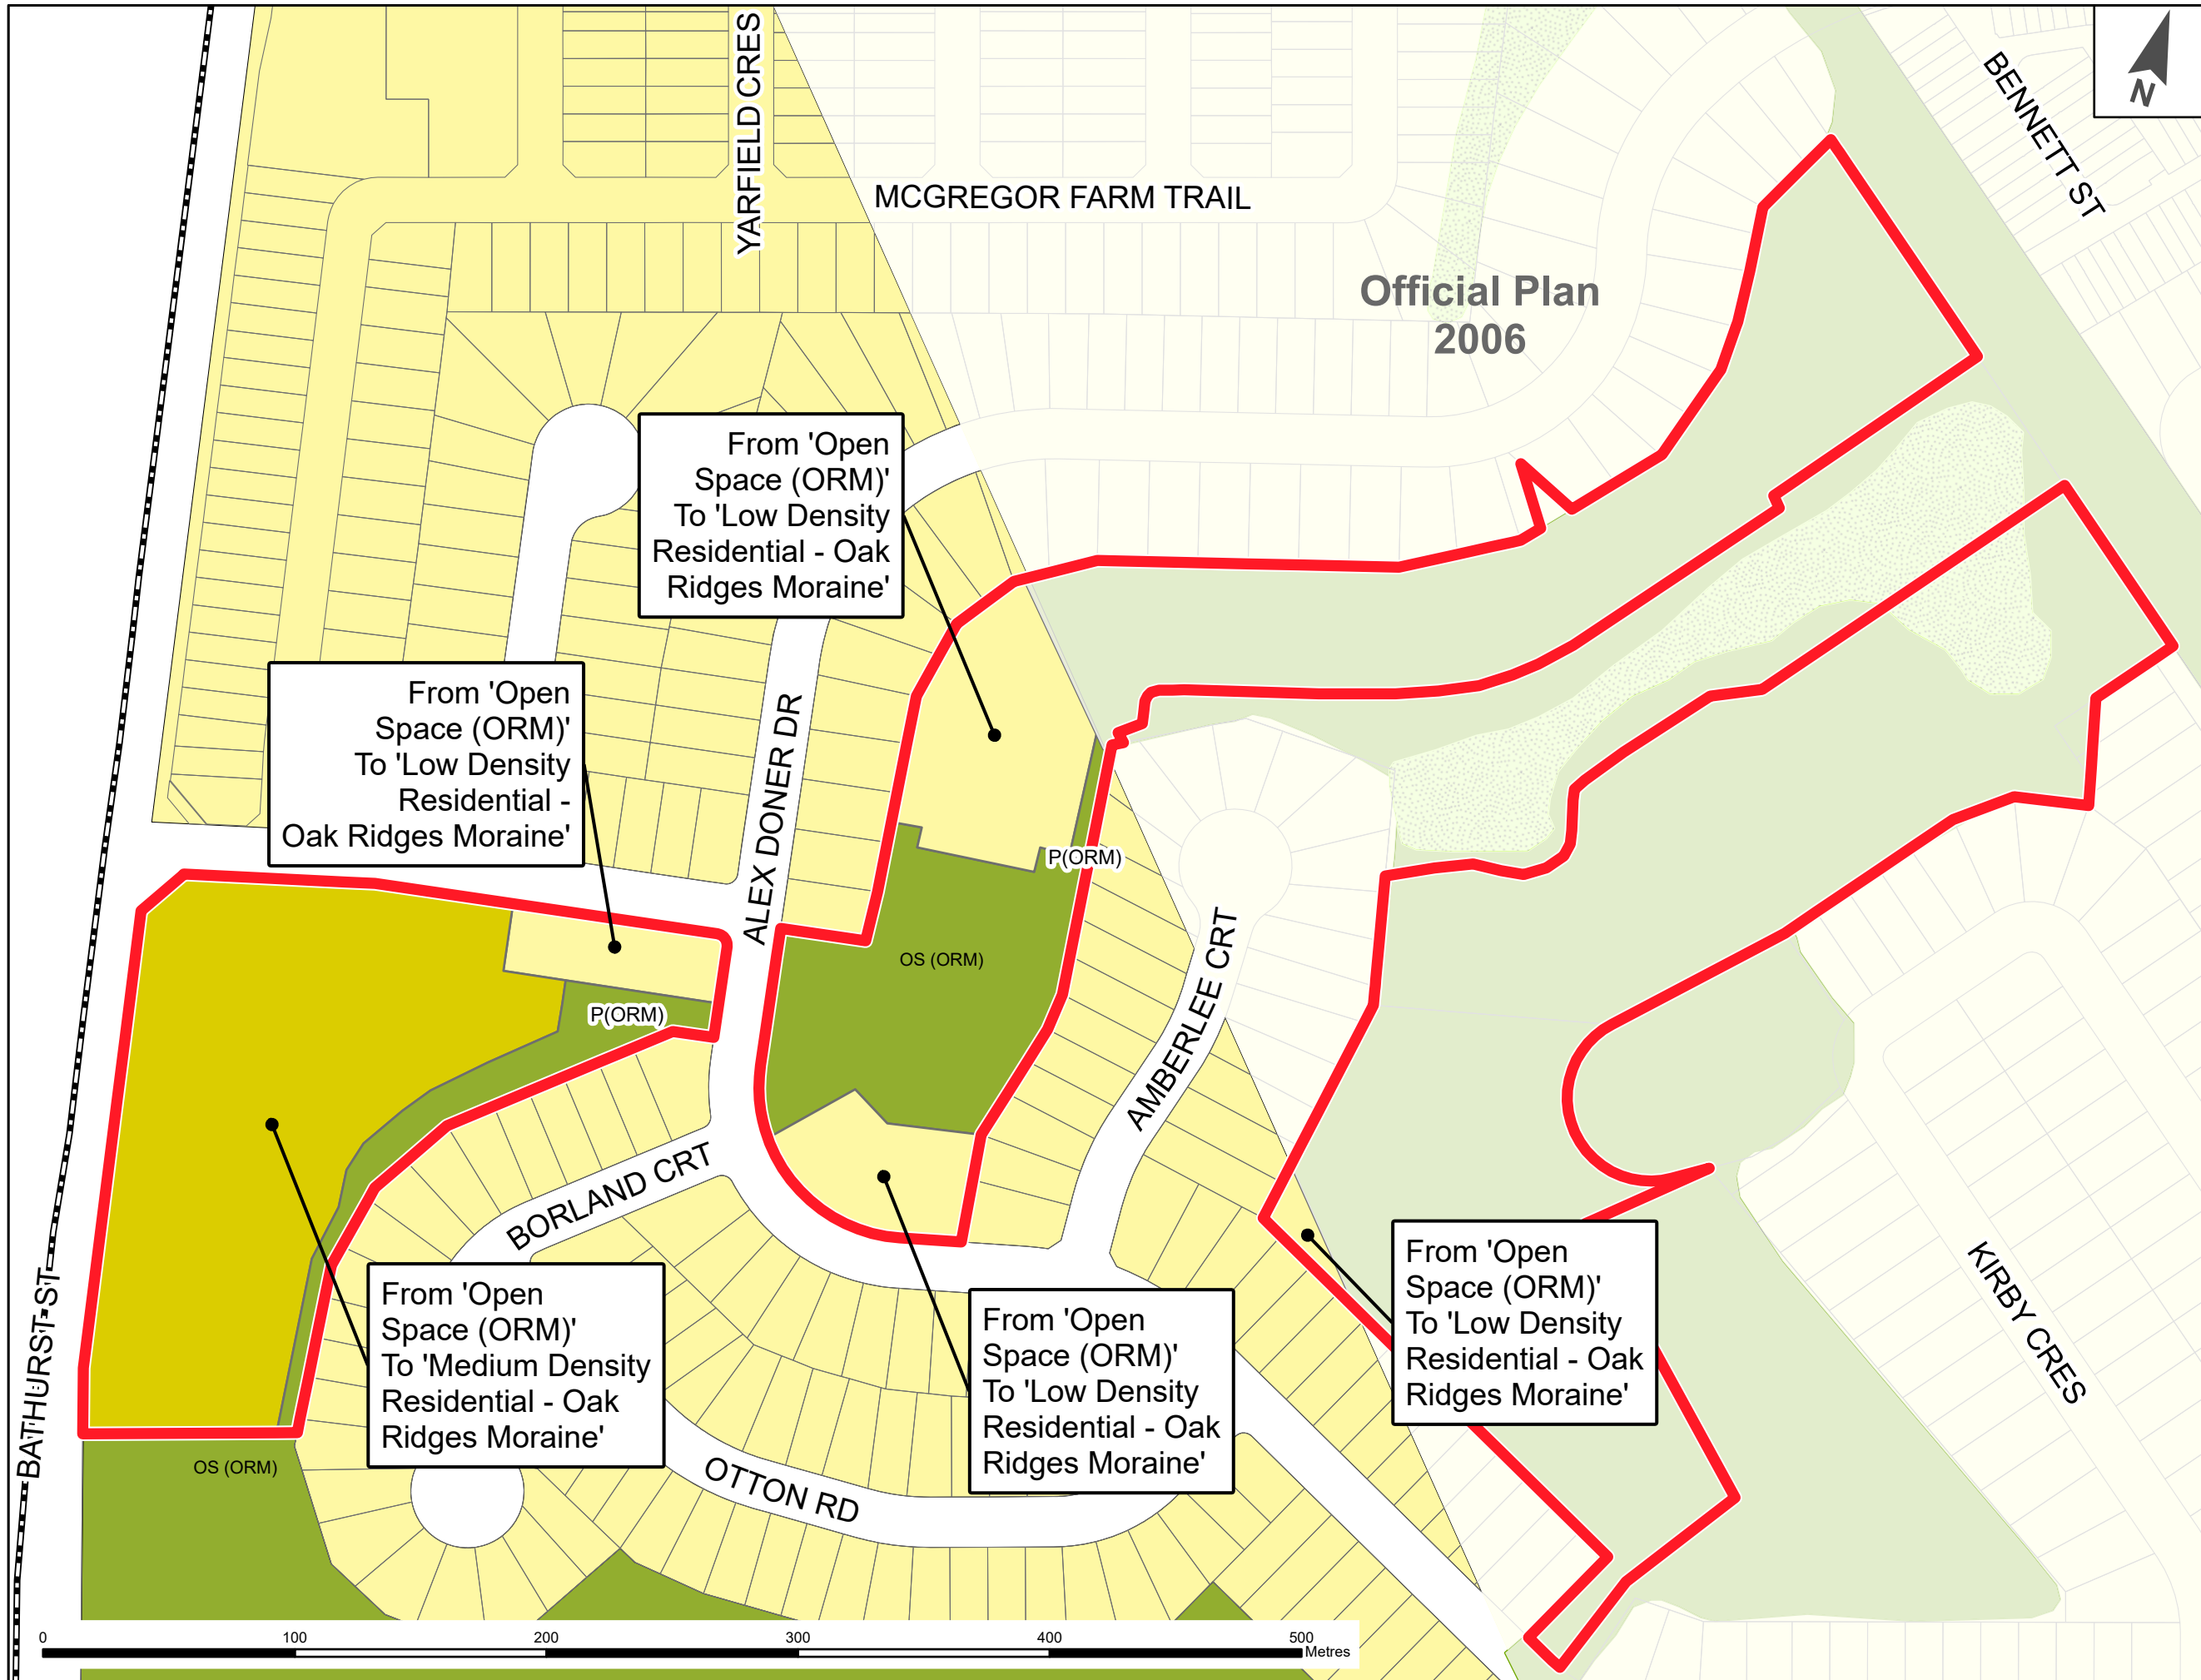 YARFIELD CRES
BENNETT ST
N
MCGREGOR FARM TRAIL
Official Plan
2006
From 'Open
Space (ORM)'
To 'Low Density
Residential - Oak
Ridges Moraine'
From 'Open
Space (ORM)'
To 'Low Density
Residential -
Oak Ridges Moraine'
ALEX DONER DR
P(ORM)
OS (ORM)
P(ORM)
AMBERLEE CRT
BORLAND CRT
From 'Open
Space (ORM)'
To 'Medium Density
Residential - Oak
Ridges Moraine'
From 'Open
Space (ORM)'
To 'Low Density
Residential - Oak
Ridges Moraine'
From 'Open
Space (ORM)'
To 'Low Density
Residential - Oak
Ridges Moraine'
KIRBY CRES
BATHURST ST
OS (ORM)
OTTON RD
0 100 200 300 400 500
Metres